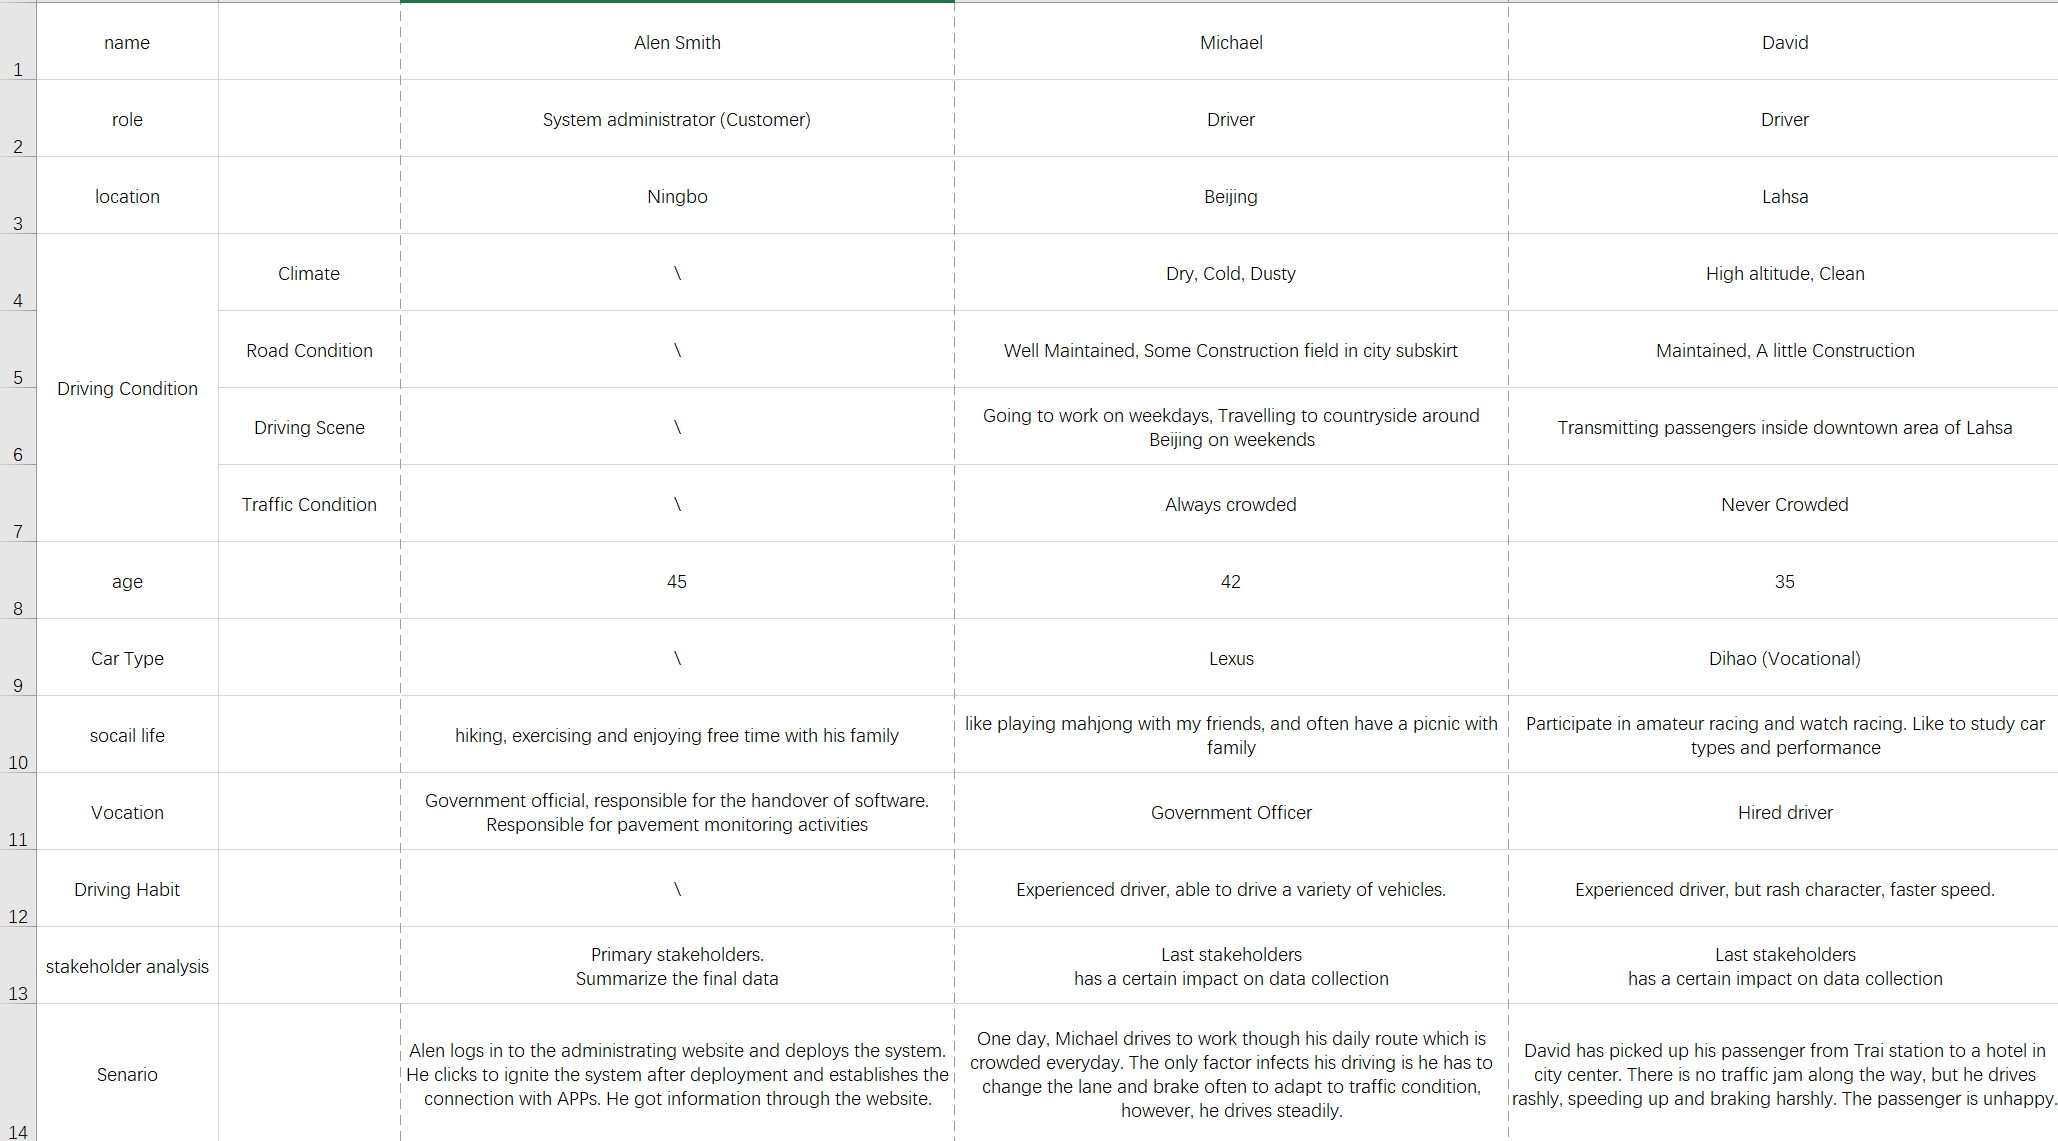 name Alen Smith Michael David
1
role System administrator (Customer) Driver Driver
2
location Ningbo Beijing Lahsa
3
Climate \ Dry, Cold, Dusty High altitude, Clean
4
Road Condition \ Well Maintained, Some Construction field in city subskirt Maintained, A little Construction
5
Driving Condition
Driving Scene \ Going to work on weekdays, Travelling to countryside around
Beijing on weekends
Transmitting passengers inside downtown area of Lahsa
6
Traffic Condition \ Always crowded Never Crowded
7
age 45 42 35
8
Car Type \ Lexus Dihao (Vocational)
9
socail life hiking, exercising and enjoying free time with his family
like playing mahjong with my friends, and often have a picnic with
family
Participate in amateur racing and watch racing. Like to study car
types and performance
10
Vocation
Government official, responsible for the handover of software.
Responsible for pavement monitoring activities
Government Officer Hired driver
11
Driving Habit \ Experienced driver, able to drive a variety of vehicles. Experienced driver, but rash character, faster speed.
12
stakeholder analysis
Primary stakeholders.
Summarize the final data
Last stakeholders
has a certain impact on data collection
Last stakeholders
has a certain impact on data collection
13
Senario
Alen logs in to the administrating website and deploys the system.
He clicks to ignite the system after deployment and establishes the
connection with APPs. He got information through the website.
One day, Michael drives to work though his daily route which is
crowded everyday. The only factor infects his driving is he has to
change the lane and brake often to adapt to traffic condition,
however, he drives steadily.
David has picked up his passenger from Trai station to a hotel in
city center. There is no traffic jam along the way, but he drives
rashly, speeding up and braking harshly. The passenger is unhappy.
14